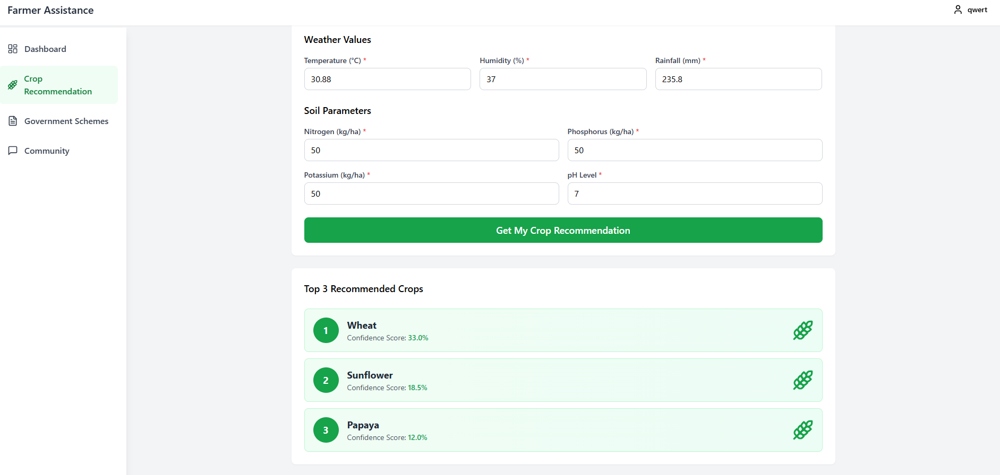 Farmer Assistance
qwert
Dashboard
Crop
Recommendation
Government Schemes
Community
Weather Values
Temperature (°C) *
Humidity (%) *
Rainfall (mm) *
30.88
37
235.8
Soil Parameters
Nitrogen (kg/ha) *
Phosphorus (kg/ha) *
50
50
Potassium (kg/ha) *
pH Level *
50
7
Get My Crop Recommendation
Top 3 Recommended Crops
1
Wheat
Confidence Score: 33.0%
2
Sunflower
Confidence Score: 18.5%
3
Papaya
Confidence Score: 12.0%